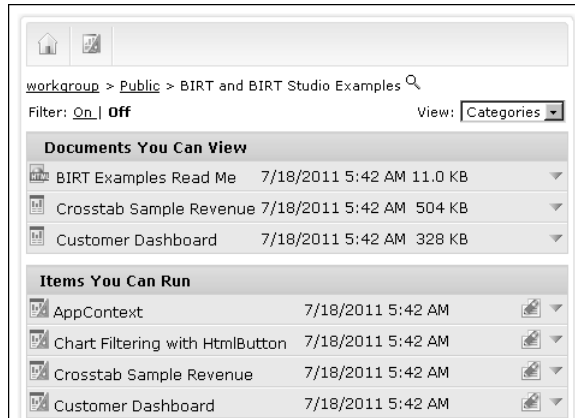 workgroup > Public > BIRT and BIRT Studio Examples
Filter: On | Off View: Categories
Documents You Can View
BIRT Examples Read Me 7/18/2011 5:42 AM 11.0 KB
Crosstab Sample Revenue 7/18/2011 5:42 AM 504 KB
Customer Dashboard 7/18/2011 5:42 AM 328 KB
Items You Can Run
AppContext 7/18/2011 5:42 AM
Chart Filtering with HtmlButton 7/18/2011 5:42 AM
Crosstab Sample Revenue 7/18/2011 5:42 AM
Customer Dashboard 7/18/2011 5:42 AM